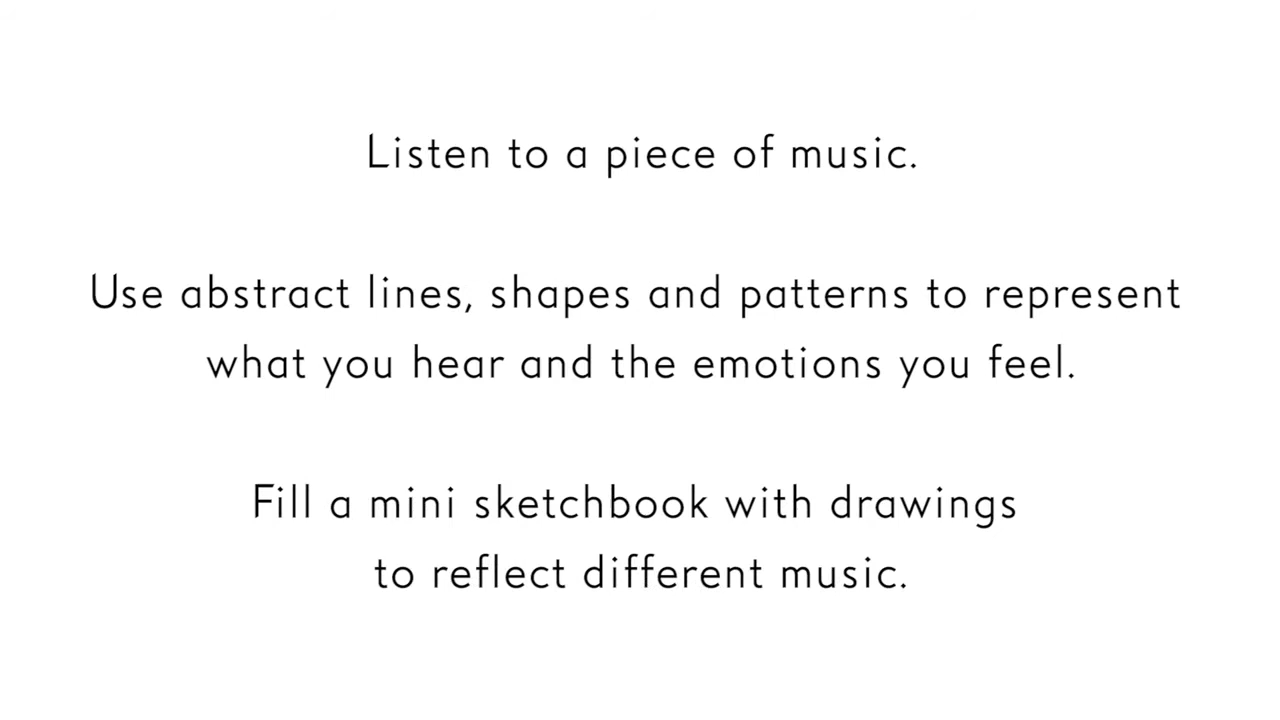 Listen to a piece of music.
Use abstract lines, shapes and patterns to represent
what you hear and the emotions you feel.
Fill a mini sketchbook with drawings
to reflect different music.